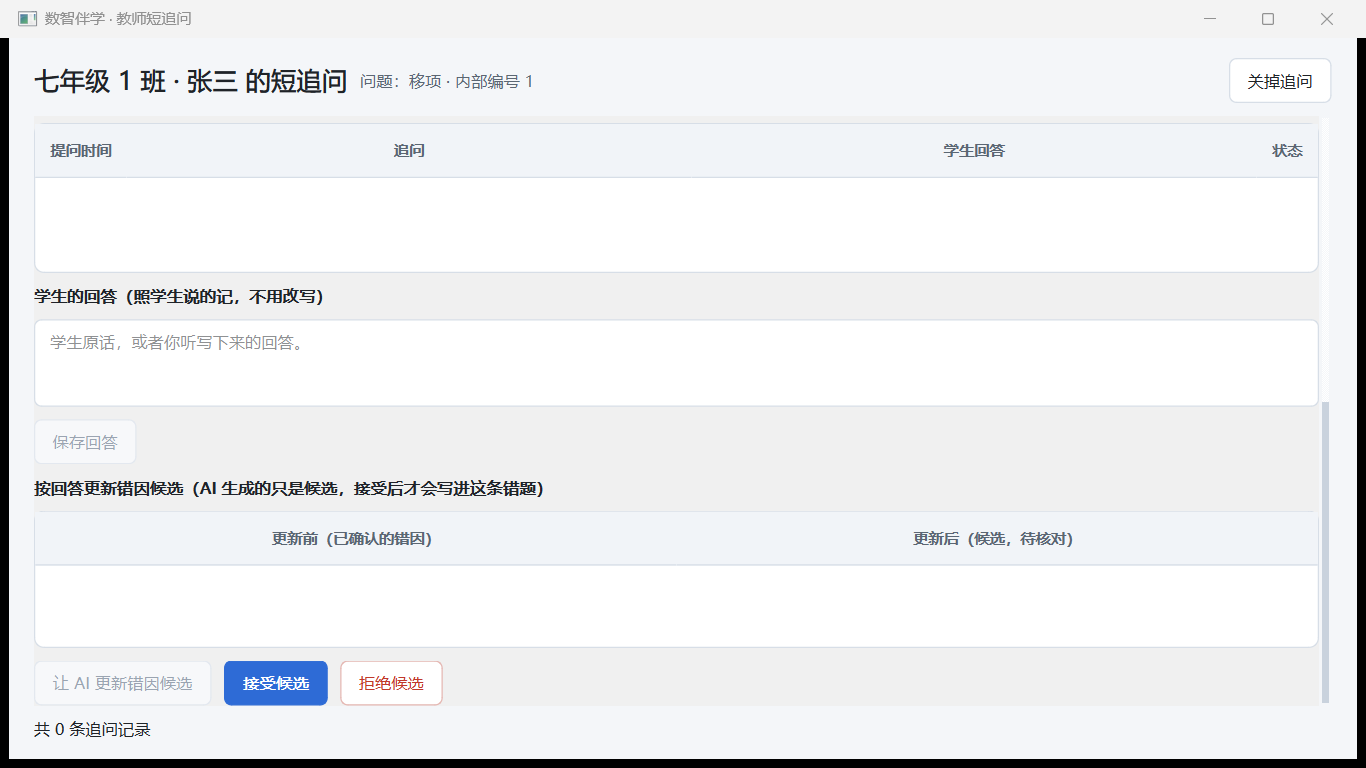 数智伴学 · 教师短追问
七年级 1 班 · 张三 的短追问 问题：移项 · 内部编号 1 关掉追问
提问时间 追问 学生回答 状态
学生的回答（照学生说的记，不用改写）
学生原话，或者你听写下来的回答。
保存回答
按回答更新错因候选（AI 生成的只是候选，接受后才会写进这条错题）
更新前（已确认的错因） 更新后（候选，待核对）
让 AI 更新错因候选 接受候选 拒绝候选
共 0 条追问记录